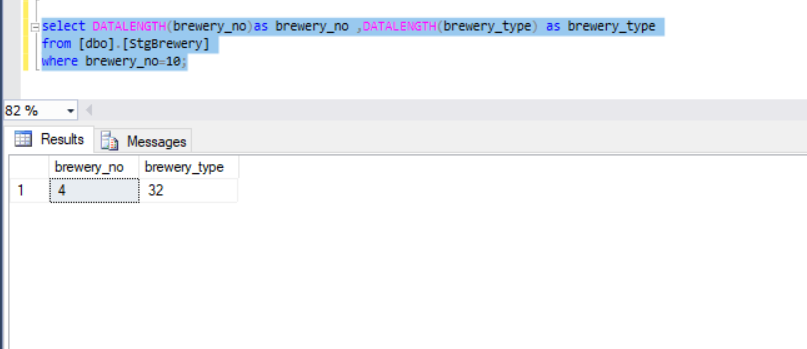 select DATALENGTH(brewery_no)as brewery_no ,DATALENGTH(brewery_type) as brewery_type
from [dbo].[StgBrewery]
where brewery_no=10;
82 %
Results Messages
brewery_no brewery_type
1 4 32